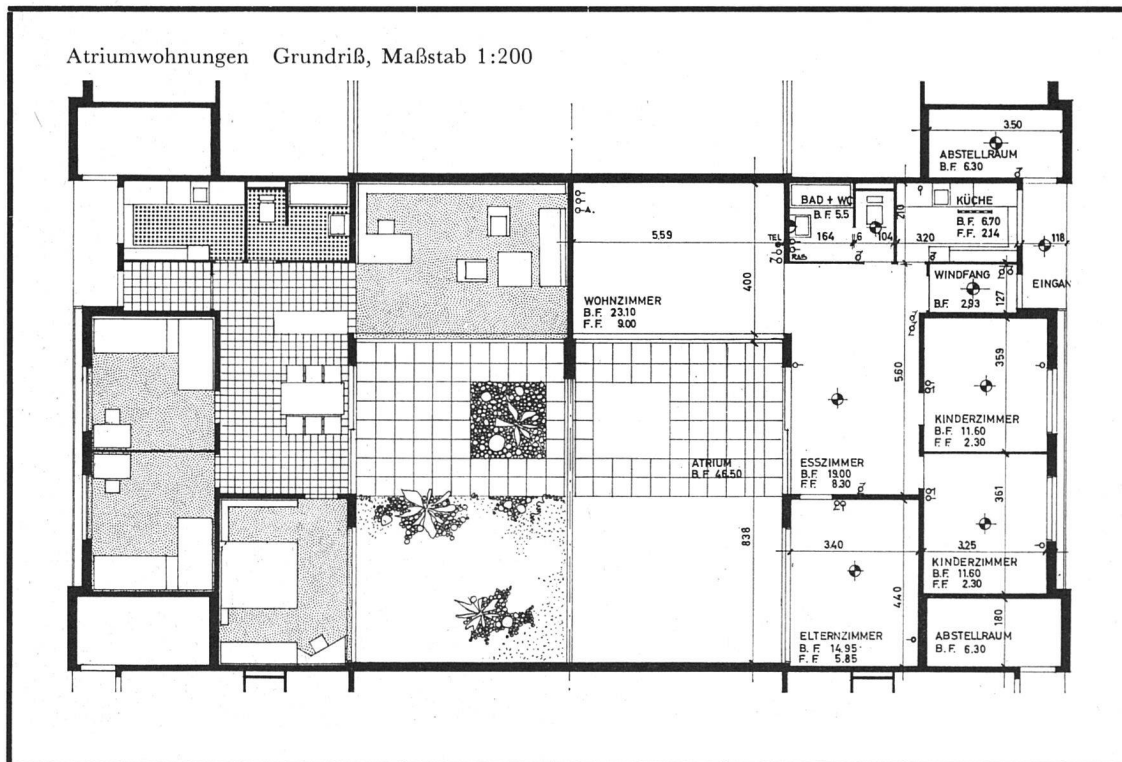 Atriumwohnungen Grundriß, Maßstab 1:200
3.50
ABSTELLRAUM
B.F. 6.30
BAD + WC
B.F. 5.5
164
16
104
210
KÜCHE
B.F. 6.70
F.F. 2.14
3.20
118
A.
5.59
TEL
400
WOHNZIMMER
B.F. 23.10
F.F. 9.00
WINDFANG
B.F. 2.93
127
EINGAN
359
5.60
KINDERZIMMER
B.F. 11.60
F.F. 2.30
ATRIUM
B.F. 46.50
ESSZIMMER
B.F. 19.00
F.F. 8.30
361
838
3.40
3.25
KINDERZIMMER
B.F. 11.60
F.F. 2.30
440
180
ELTERNZIMMER
B.F. 14.95
F.F. 5.85
ABSTELLRAUM
B.F. 6.30